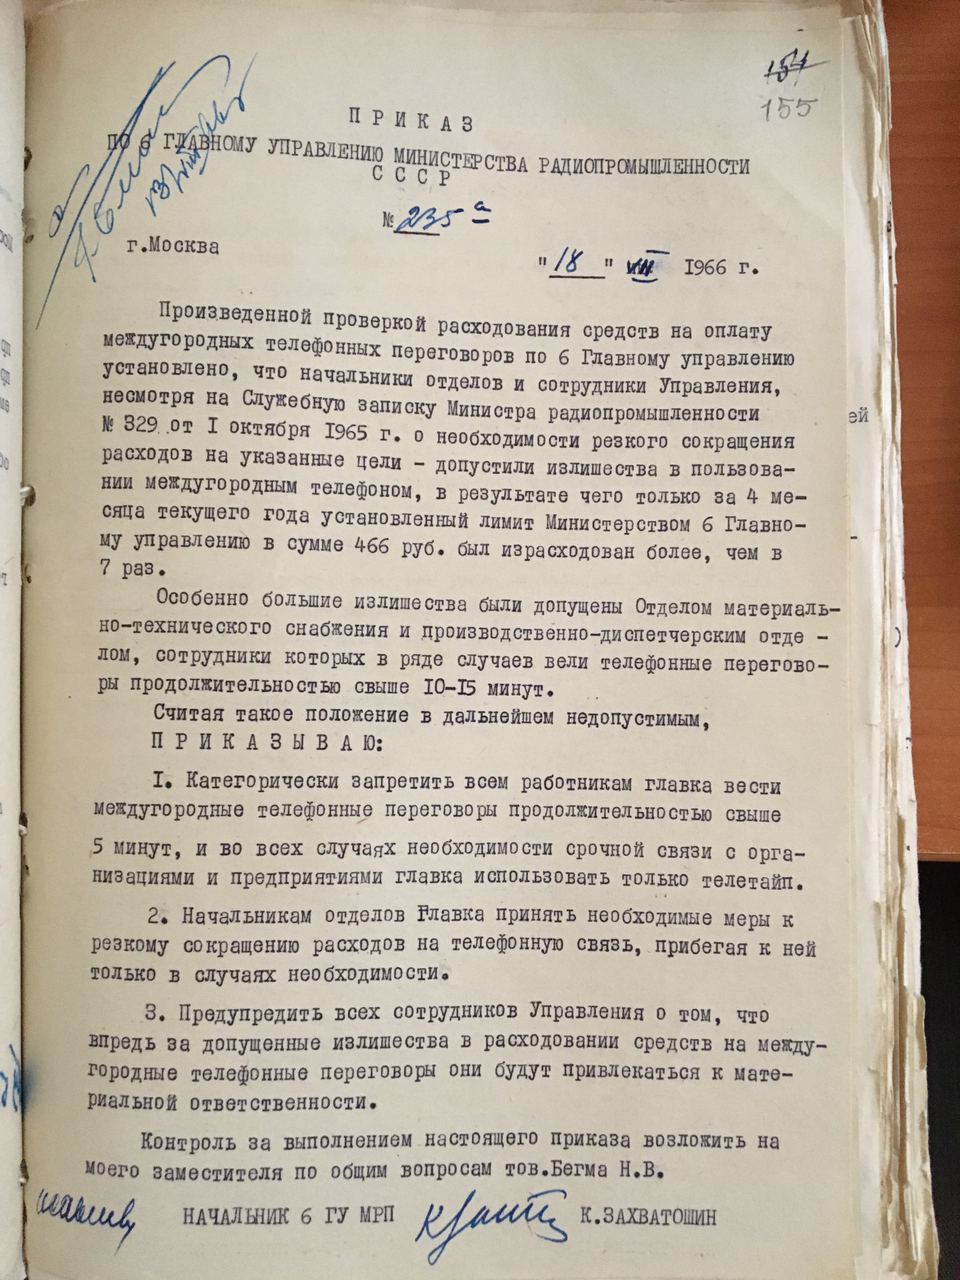 154
155
П Р И К А З
ПО 6 ГЛАВНОМУ УПРАВЛЕНИЮ МИНИСТЕРСТВА РАДИОПРОМЫШЛЕННОСТИ
С С С Р
№ 235 а
г.Москва
"18" VII 1966 г.
Произведенной проверкой расходования средств на оплату
междугородных телефонных переговоров по 6 Главному управлению
установлено, что начальники отделов и сотрудники Управления,
несмотря на Служебную записку Министра радиопромышленности
№ 329 от I октября 1965 г. о необходимости резкого сокращения
расходов на указанные цели – допустили излишества в пользова-
нии междугородным телефоном, в результате чего только за 4 ме-
сяца текущего года установленный лимит Министерством 6 Главно-
му управлению в сумме 466 руб. был израсходован более, чем в
7 раз.
Особенно большие излишества были допущены Отделом материаль-
но-технического снабжения и производственно-диспетчерским отде -
лом, сотрудники которых в ряде случаев вели телефонные перегово-
ры продолжительностью свыше 10-15 минут.
Считая такое положение в дальнейшем недопустимым,
П Р И К А З Ы В А Ю:
I. Категорически запретить всем работникам главка вести
междугородные телефонные переговоры продолжительностью свыше
5 минут, и во всех случаях необходимости срочной связи с орга-
низациями и предприятиями главка использовать только телетайп.
2. Начальникам отделов Главка принять необходимые меры к
резкому сокращению расходов на телефонную связь, прибегая к ней
только в случаях необходимости.
3. Предупредить всех сотрудников Управления о том, что
впредь за допущенные излишества в расходовании средств на между-
городные телефонные переговоры они будут привлекаться к мате-
риальной ответственности.
Контроль за выполнением настоящего приказа возложить на
моего заместителя по общим вопросам тов.Бегма Н.В.
НАЧАЛЬНИК 6 ГУ МРП К.ЗАХВАТОШИН